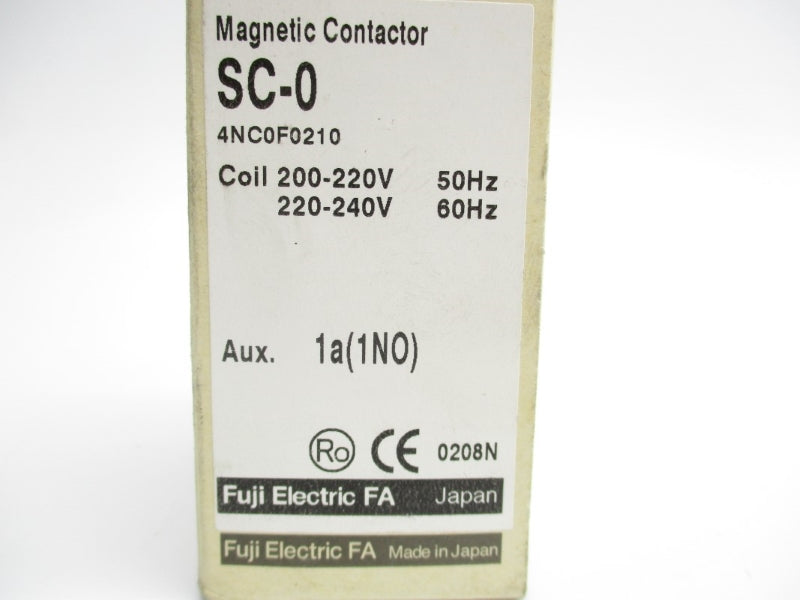 Magnetic Contactor
SC-0
4NC0F0210
Coil 200-220V 50Hz
220-240V 60Hz
Aux. 1a(1NO)
Ro CE 0208N
Fuji Electric FA Japan
Fuji Electric FA Made in Japan